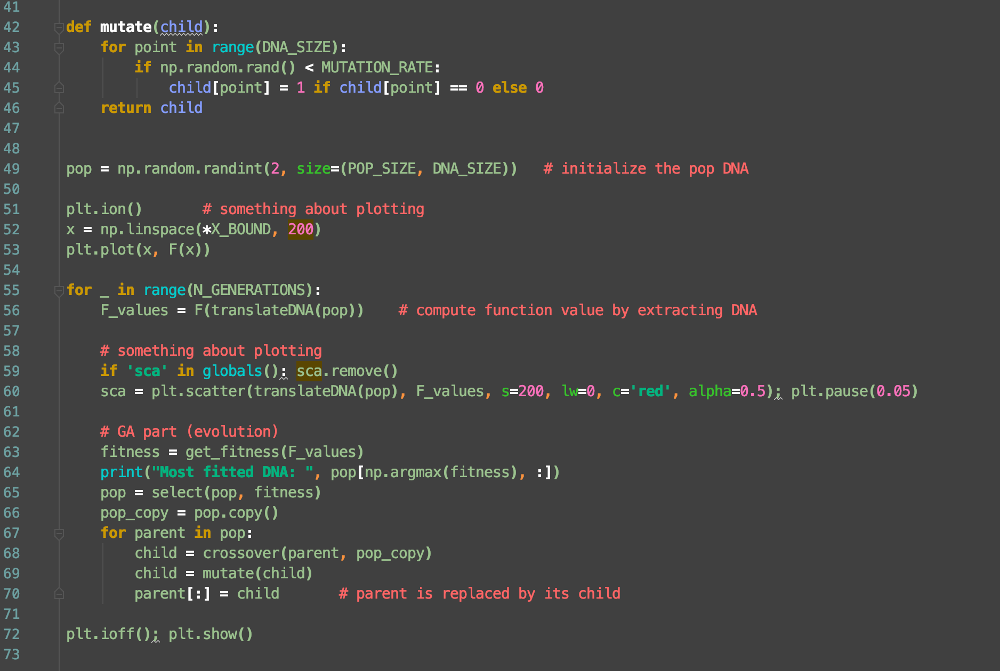 41
42 def mutate(child):
43     for point in range(DNA_SIZE):
44         if np.random.rand() < MUTATION_RATE:
45             child[point] = 1 if child[point] == 0 else 0
46     return child
47
48
49 pop = np.random.randint(2, size=(POP_SIZE, DNA_SIZE))   # initialize the pop DNA
50
51 plt.ion()       # something about plotting
52 x = np.linspace(*X_BOUND, 200)
53 plt.plot(x, F(x))
54
55 for _ in range(N_GENERATIONS):
56     F_values = F(translateDNA(pop))    # compute function value by extracting DNA
57
58     # something about plotting
59     if 'sca' in globals(): sca.remove()
60     sca = plt.scatter(translateDNA(pop), F_values, s=200, lw=0, c='red', alpha=0.5); plt.pause(0.05)
61
62     # GA part (evolution)
63     fitness = get_fitness(F_values)
64     print("Most fitted DNA: ", pop[np.argmax(fitness), :])
65     pop = select(pop, fitness)
66     pop_copy = pop.copy()
67     for parent in pop:
68         child = crossover(parent, pop_copy)
69         child = mutate(child)
70         parent[:] = child       # parent is replaced by its child
71
72 plt.ioff(); plt.show()
73